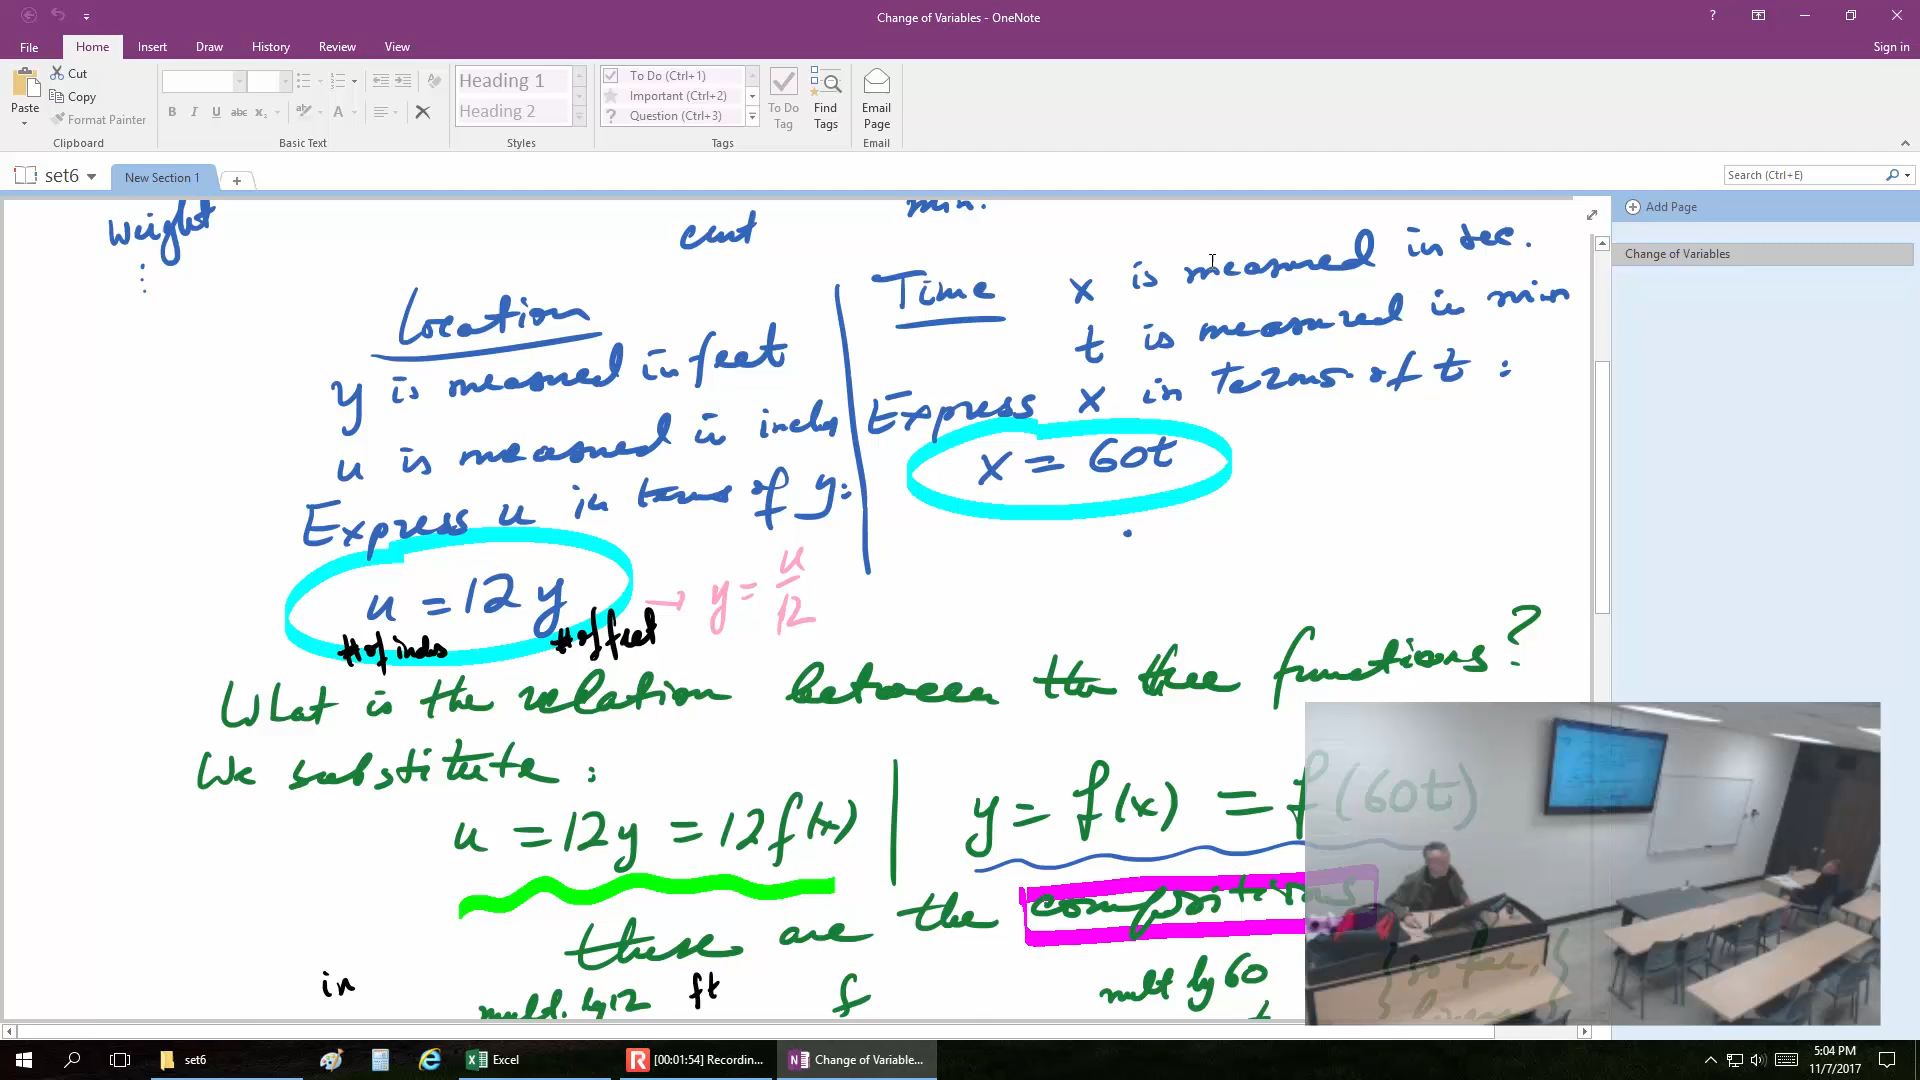 Change of Variables - OneNote
File Home Insert Draw History Review View
Sign in
Paste
Cut
Copy
Format Painter
Clipboard
B I U abc
Basic Text
Heading 1
Heading 2
Styles
To Do (Ctrl+1)
Important (Ctrl+2)
Question (Ctrl+3)
To Do Tag
Find Tags
Tags
Email Page
Email
set6
New Section 1
Search (Ctrl+E)
Add Page
Change of Variables
weight
cent
min.
Location
y is measured in feet
u is measured in inches
Express u in terms of y:
u = 12y
# of inches
# of feet
→ y = u/12
Time
x is measured in sec.
t is measured in min
Express x in terms of t :
x = 60t
What is the relation between the functions?
We substitute :
u = 12y = 12f(x)
y = f(x) = f(60t)
these are the compositions
in
mult. by 12
ft
f
mult by 60
set6
Excel
[00:01:54] Recordin...
Change of Variable...
5:04 PM
11/7/2017